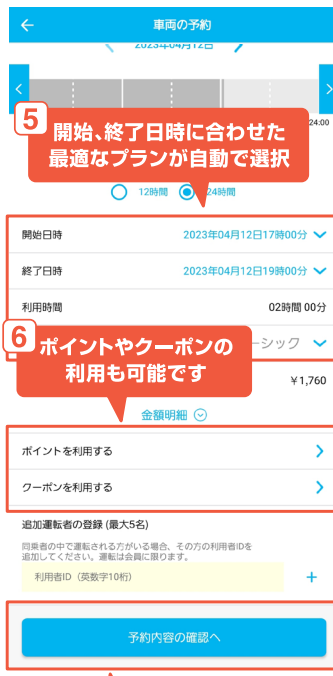 車両の予約
2023年04月12日
24:00
5
開始、終了日時に合わせた
最適なプランが自動で選択
12時間
24時間
開始日時
2023年04月12日17時00分
終了日時
2023年04月12日19時00分
利用時間
02時間 00分
6
ポイントやクーポンの
利用も可能です
ーシック
¥1,760
金額明細
ポイントを利用する
クーポンを利用する
追加運転者の登録 (最大5名)
同乗者の中で運転される方がいる場合、その方の利用者IDを
追加してください。運転は会員に限ります。
利用者ID（英数字10桁）
予約内容の確認へ